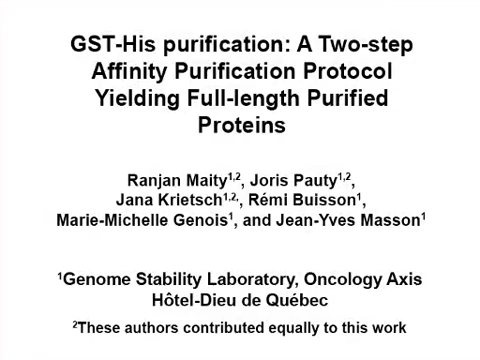 GST-His purification: A Two-step
Affinity Purification Protocol
Yielding Full-length Purified
Proteins
Ranjan Maity¹,², Joris Pauty¹,²,
Jana Krietsch¹,²,, Rémi Buisson¹,
Marie-Michelle Genois¹, and Jean-Yves Masson¹
¹Genome Stability Laboratory, Oncology Axis
Hôtel-Dieu de Québec
²These authors contributed equally to this work